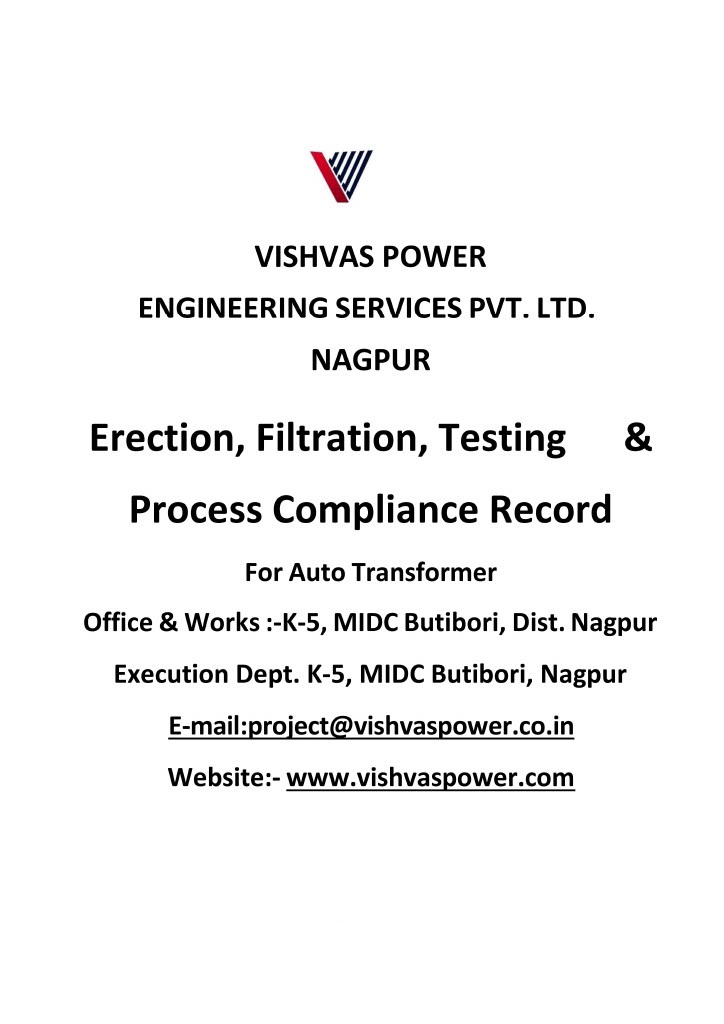 VISHVAS POWER
ENGINEERING SERVICES PVT. LTD.
NAGPUR
Erection, Filtration, Testing &
Process Compliance Record
For Auto Transformer
Office & Works :-K-5, MIDC Butibori, Dist. Nagpur
Execution Dept. K-5, MIDC Butibori, Nagpur
E-mail:project@vishvaspower.co.in
Website:- www.vishvaspower.com